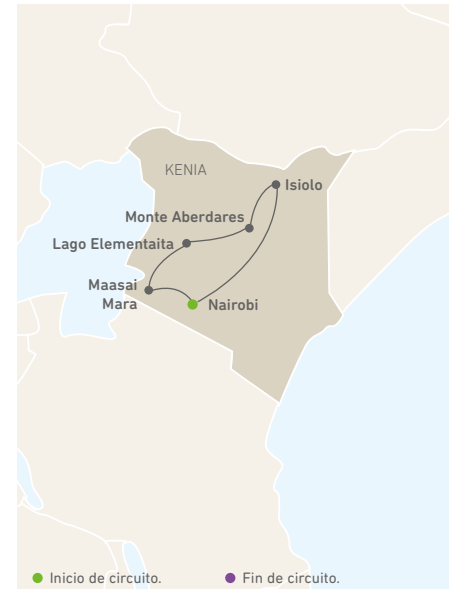 KENIA
Isiolo
Monte Aberdares
Lago Elementaita
Maasai
Mara
Nairobi
Inicio de circuito.
Fin de circuito.